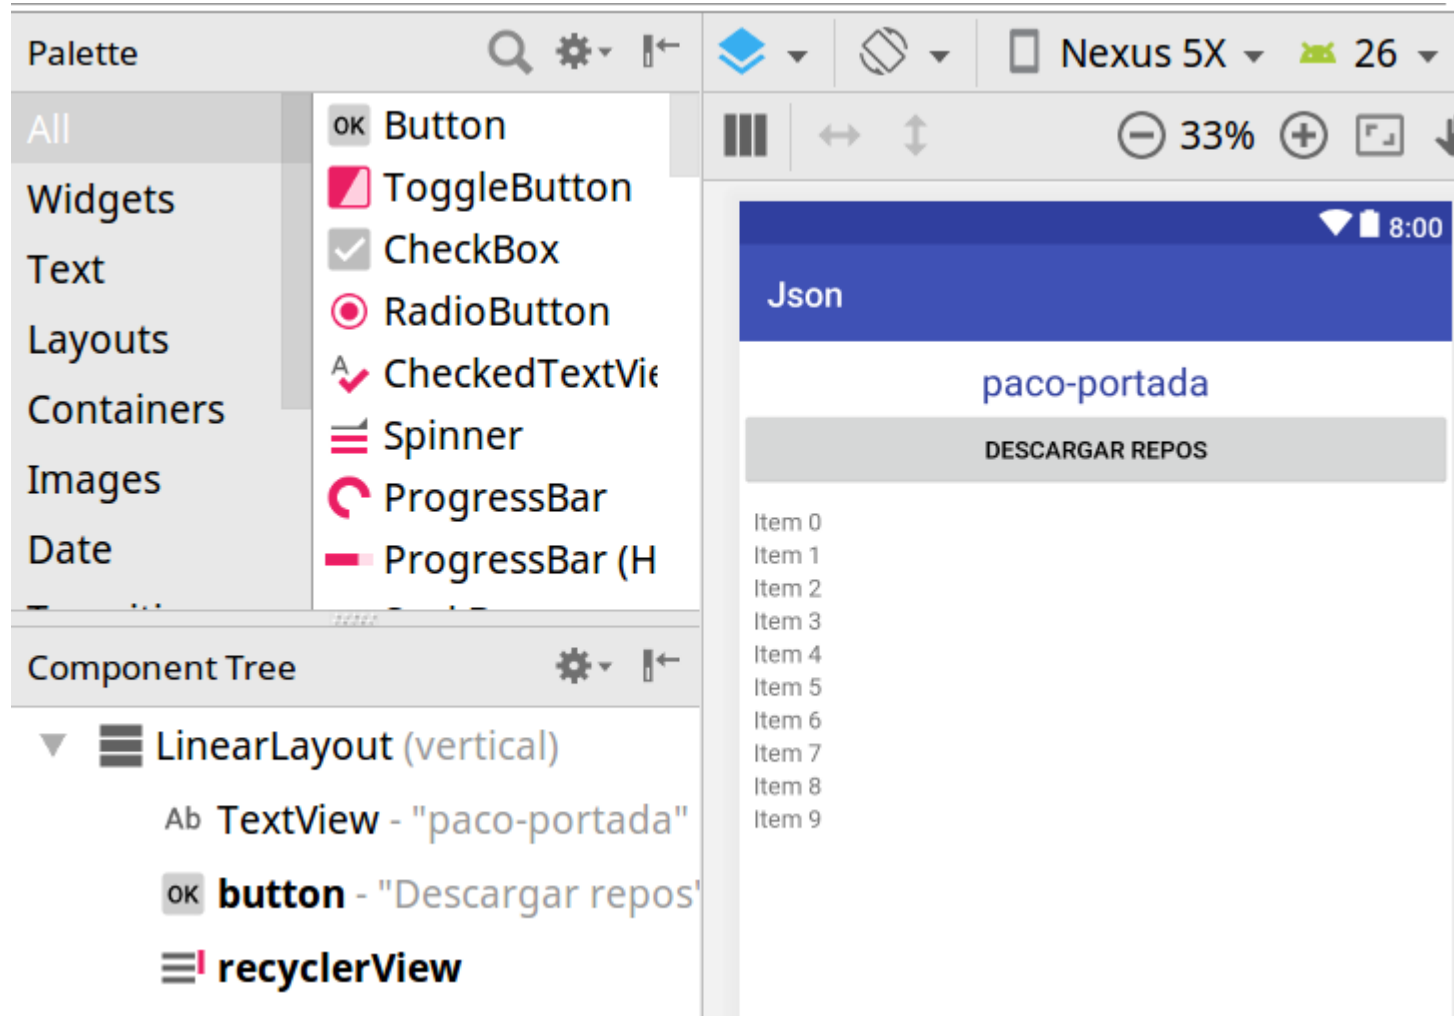 Palette
All
Widgets
Text
Layouts
Containers
Images
Date
OK Button
ToggleButton
CheckBox
RadioButton
CheckedTextVie
Spinner
ProgressBar
ProgressBar (H
Component Tree
LinearLayout (vertical)
Ab TextView - "paco-portada"
OK button - "Descargar repos"
recyclerView
Nexus 5X 26
33%
8:00
Json
paco-portada
DESCARGAR REPOS
Item 0
Item 1
Item 2
Item 3
Item 4
Item 5
Item 6
Item 7
Item 8
Item 9